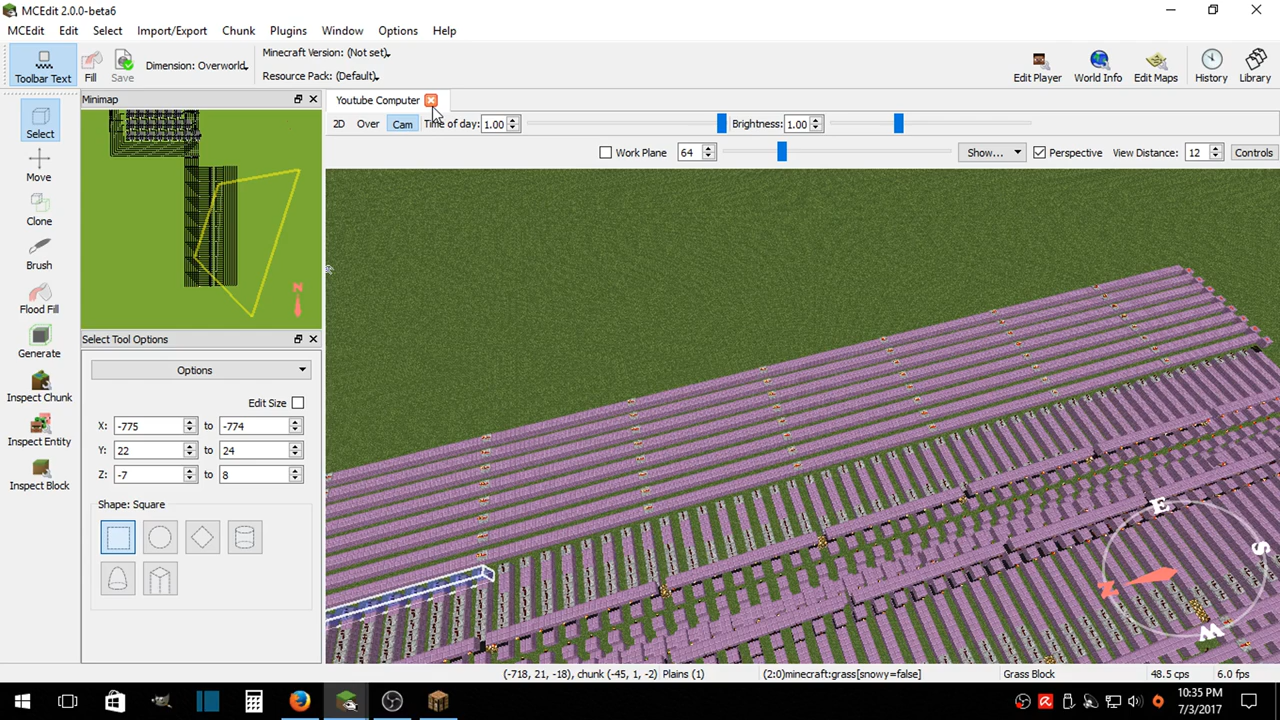 MCEdit 2.0.0-beta6
MCEdit Edit Select Import/Export Chunk Plugins Window Options Help
Toolbar Text
Fill
Save
Dimension: Overworld
Minecraft Version: (Not set)
Resource Pack: (Default)
Edit Player
World Info
Edit Maps
History
Library
Minimap
Youtube Computer
2D Over Cam Time of day: 1.00 Brightness: 1.00
Work Plane 64 Show... Perspective View Distance: 12 Controls
Select
Move
Clone
Brush
Flood Fill
Generate
Inspect Chunk
Inspect Entity
Inspect Block
N
Select Tool Options
Options
Edit Size
X: -775 to -774
Y: 22 to 24
Z: -7 to 8
Shape: Square
E
S
W
N
(-718, 21, -18), chunk (-45, 1, -2) Plains (1) (2:0)minecraft:grass[snowy=false] Grass Block 48.5 cps 6.0 fps
10:35 PM
7/3/2017